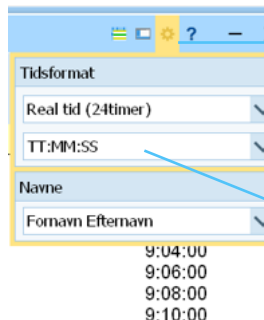 ?
Tidsformat
Real tid (24timer)
TT:MM:SS
Navne
Fornavn Efternavn
9:04:00
9:06:00
9:08:00
9:10:00